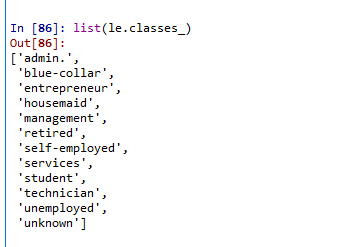 In [86]: list(le.classes_)
Out[86]:
['admin.',
'blue-collar',
'entrepreneur',
'housemaid',
'management',
'retired',
'self-employed',
'services',
'student',
'technician',
'unemployed',
'unknown']